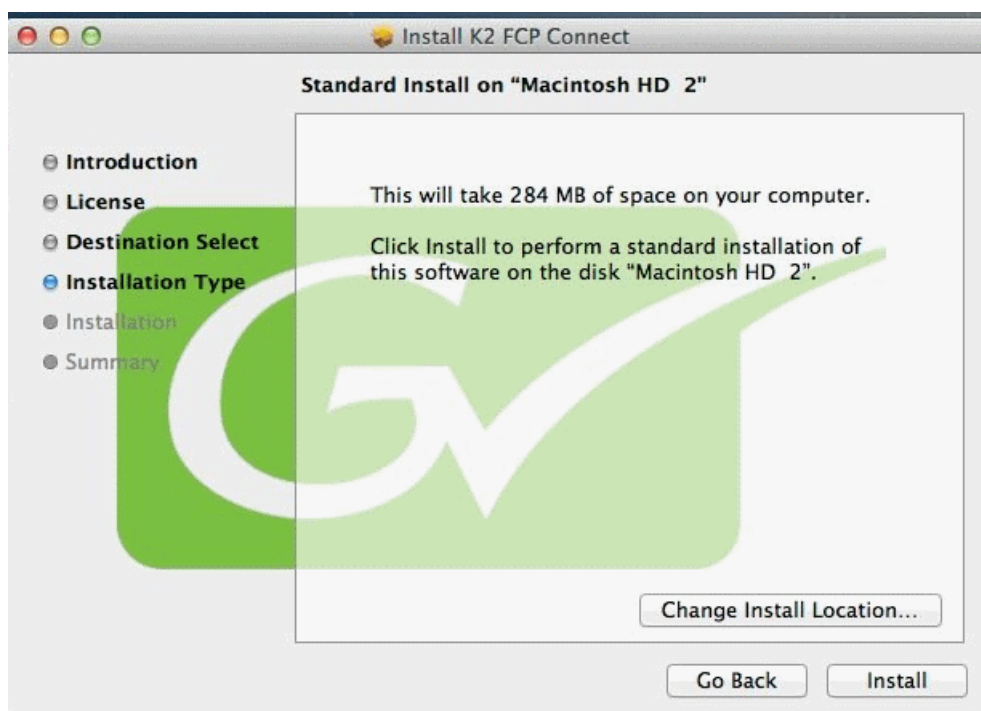 Install K2 FCP Connect
Standard Install on “Macintosh HD  2”
Introduction
License
Destination Select
Installation Type
Installation
Summary
This will take 284 MB of space on your computer.
Click Install to perform a standard installation of
this software on the disk “Macintosh HD  2”.
GV
Change Install Location...
Go Back
Install